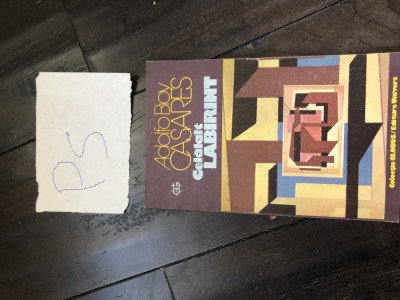 PS
Adolfo Bioy
CASARES
Celălalt
LABIRINT
Colecția GLOBUS / Editura Univers